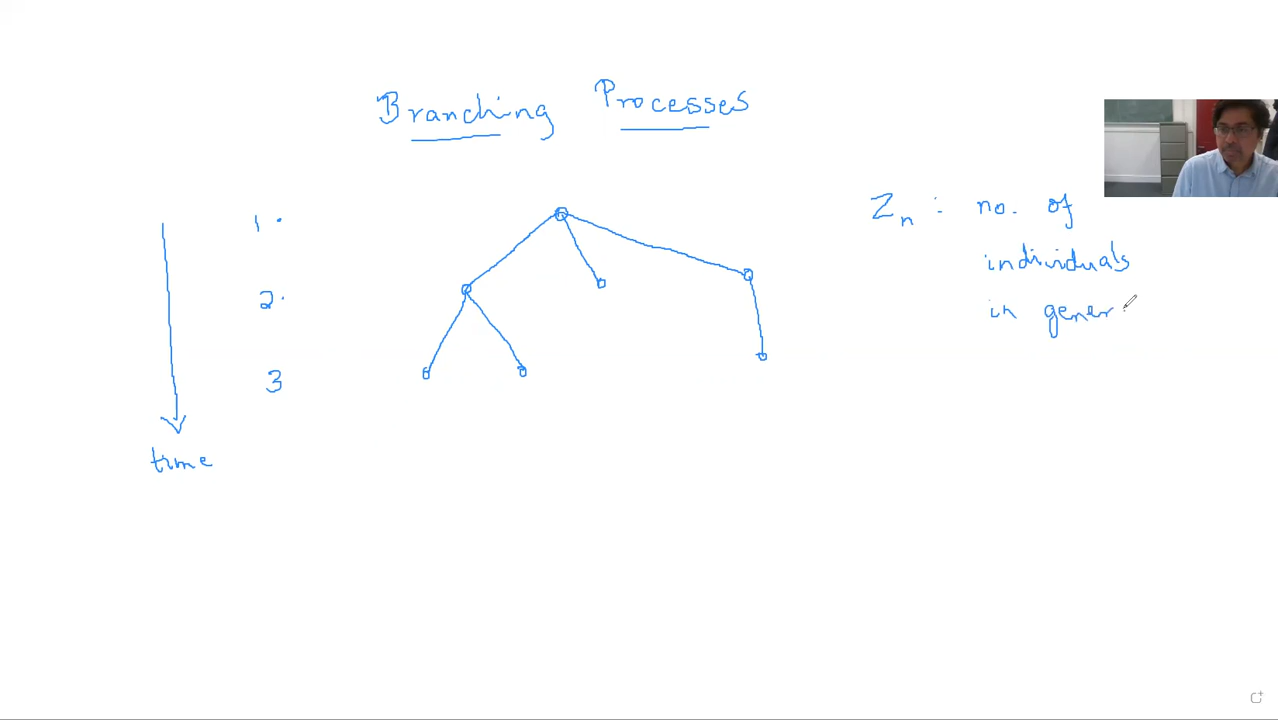 Branching Processes
1.
2.
3
time
Zn : no. of
individuals
in gener